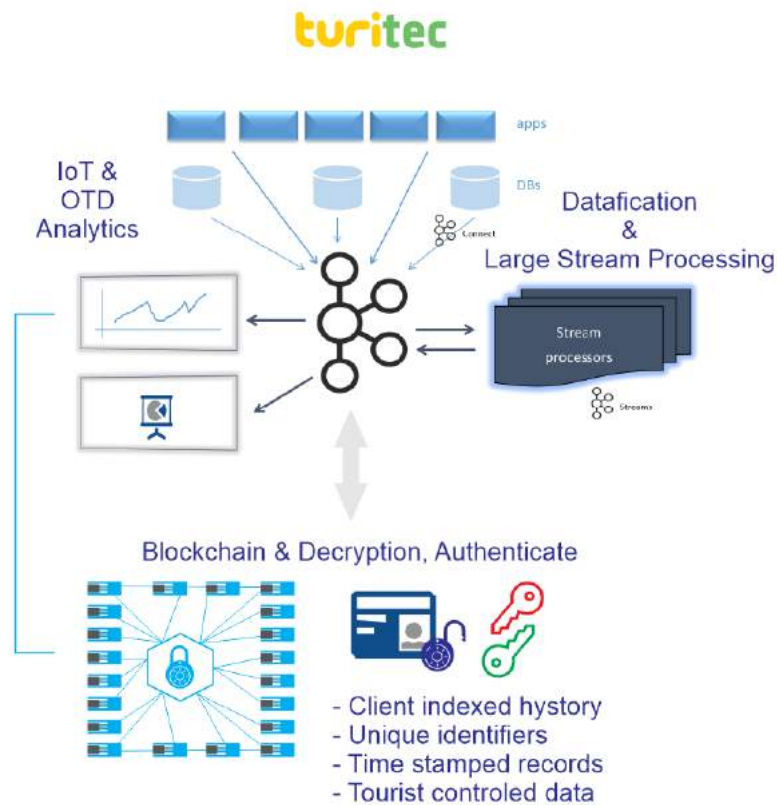 turitec
apps
IoT &
OTD
Analytics
DBs
Connect
Datafication
&
Large Stream Processing
Stream
processors
Streams
Blockchain & Decryption, Authenticate
- Client indexed hystory
- Unique identifiers
- Time stamped records
- Tourist controled data